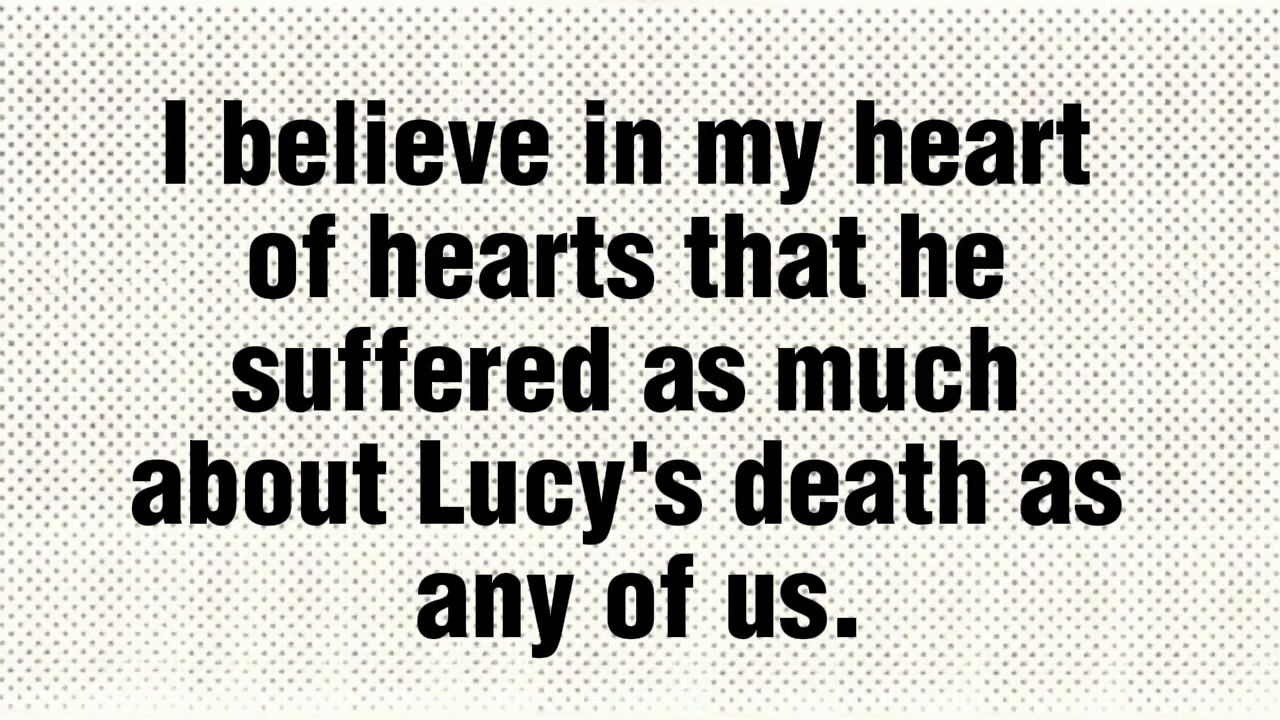 I believe in my heart
of hearts that he
suffered as much
about Lucy's death as
any of us.